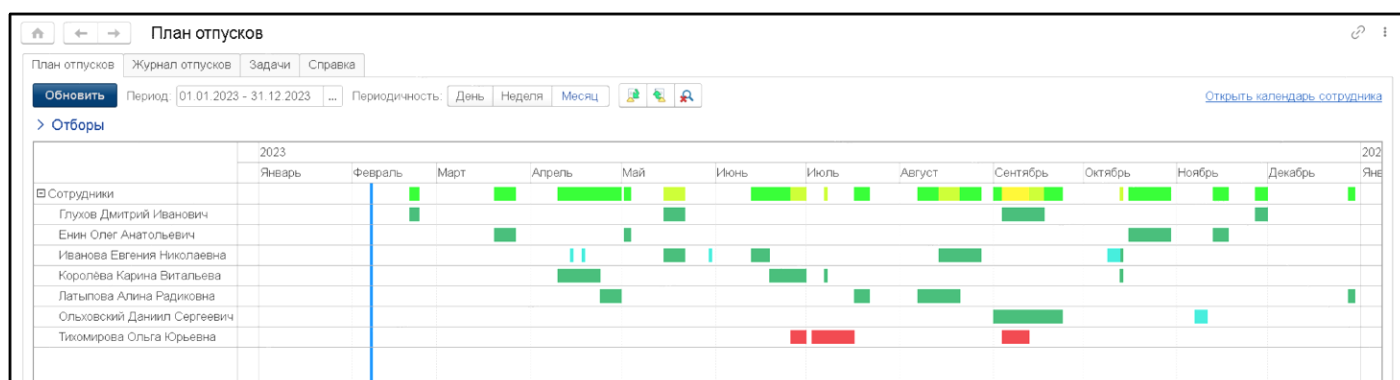 План отпусков
План отпусков Журнал отпусков Задачи Справка
Обновить Период: 01.01.2023 - 31.12.2023 ... Периодичность: День Неделя Месяц Открыть календарь сотрудника
Отборы
2023 202
Январь Февраль Март Апрель Май Июнь Июль Август Сентябрь Октябрь Ноябрь Декабрь Янв
Сотрудники
Глухов Дмитрий Иванович
Енин Олег Анатольевич
Иванова Евгения Николаевна
Королёва Карина Витальева
Латыпова Алина Радиковна
Ольховский Даниил Сергеевич
Тихомирова Ольга Юрьевна